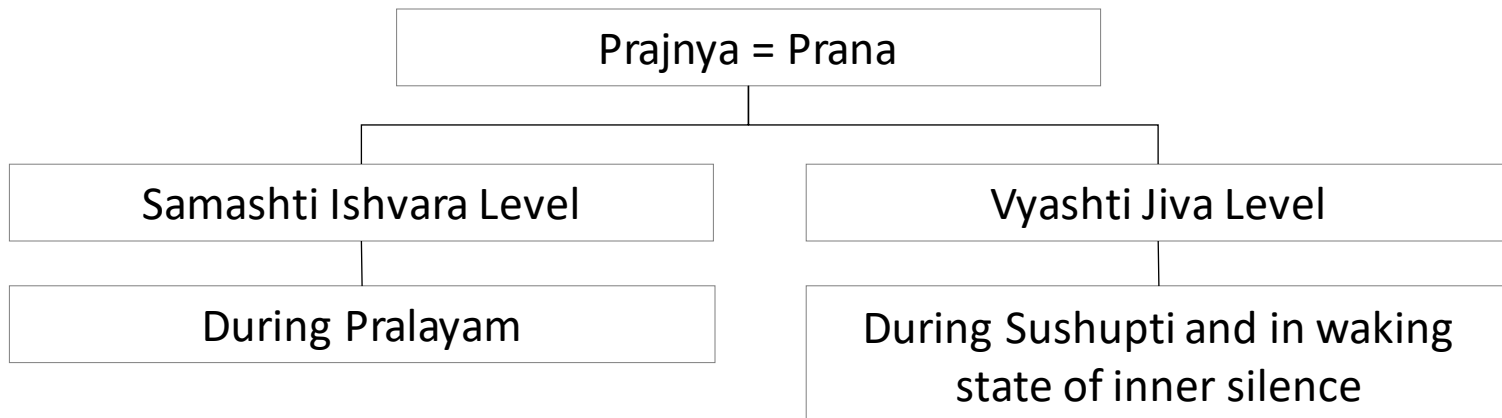 Prajnya = Prana
Samashti Ishvara Level
Vyashti Jiva Level
During Pralayam
During Sushupti and in waking
state of inner silence